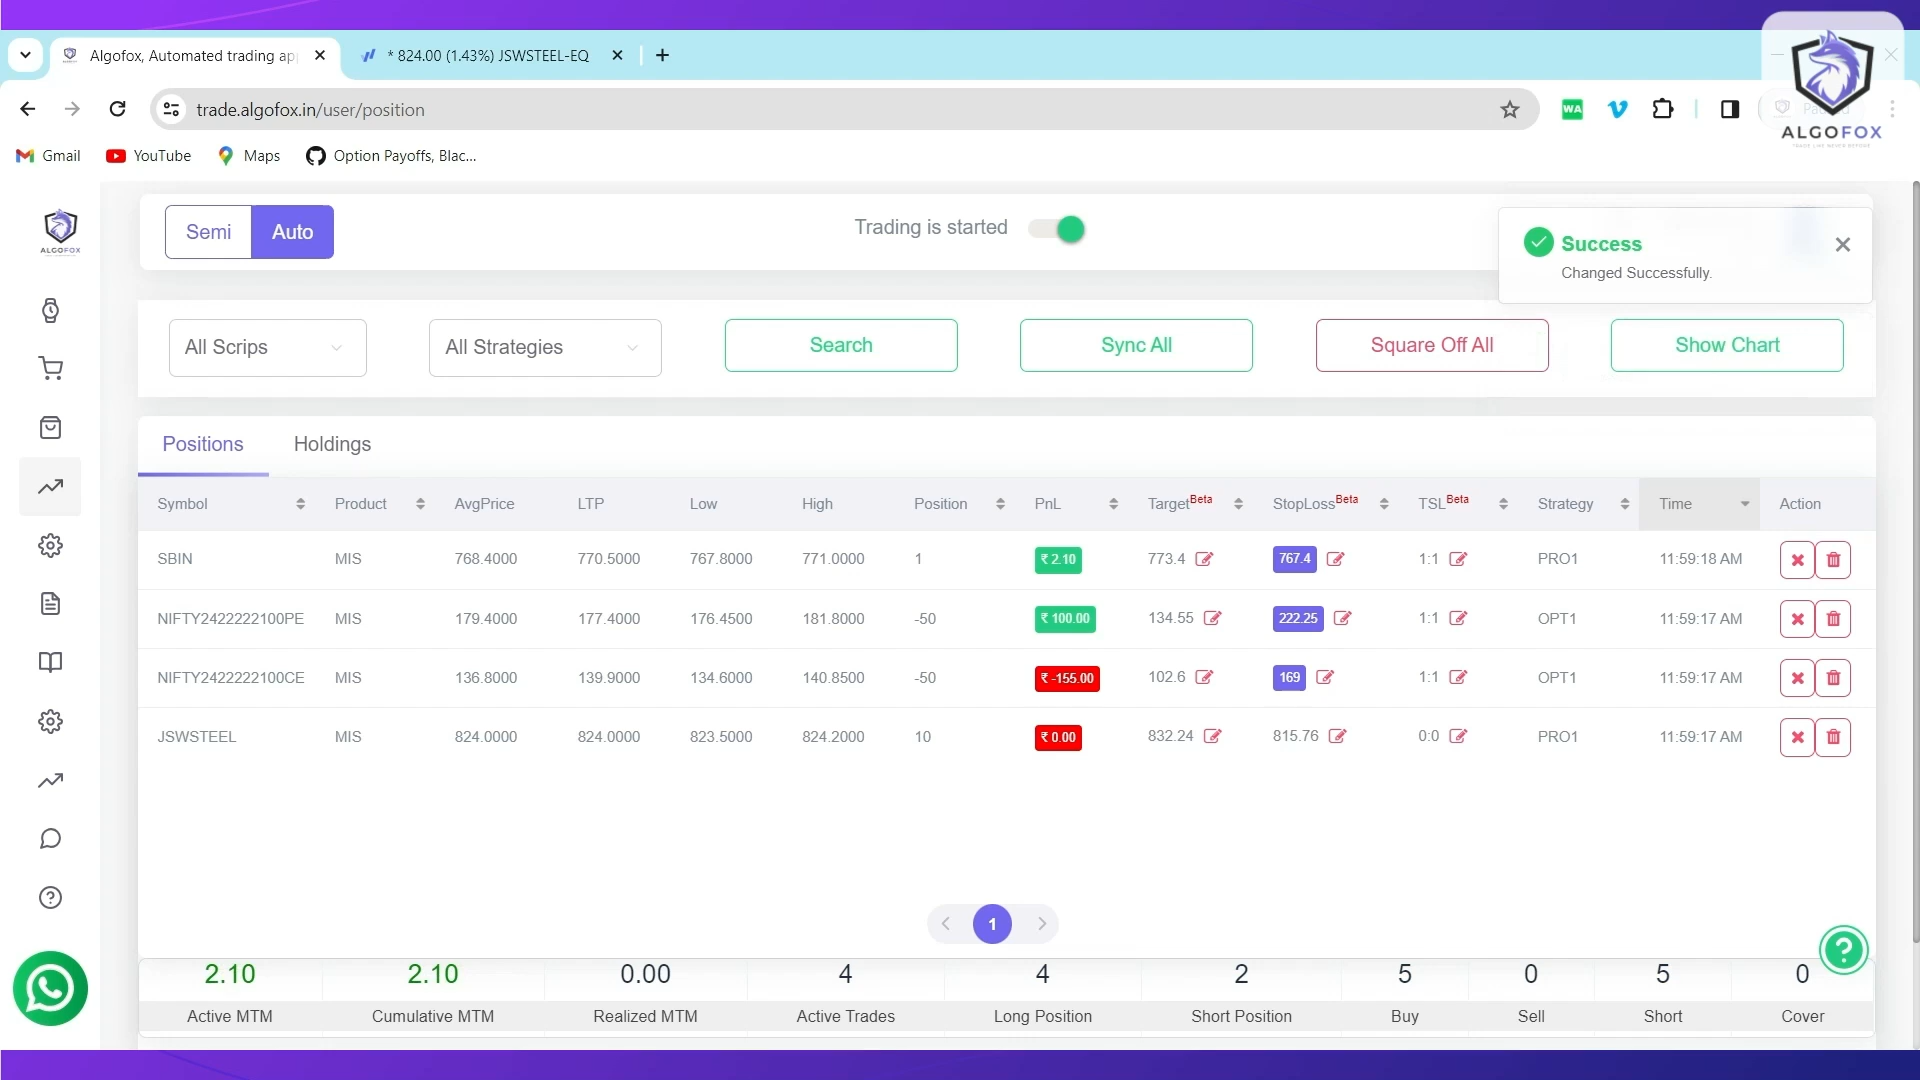 Algofox, Automated trading ap
* 824.00 (1.43%) JSWSTEEL-EQ
trade.algofox.in/user/position
WA
ALGOFOX
Gmail
YouTube
Maps
Option Payoffs, Blac...
ALGOFOX
Semi
Auto
Trading is started
Success
Changed Successfully.
All Scrips
All Strategies
Search
Sync All
Square Off All
Show Chart
Positions
Holdings
Symbol Product AvgPrice LTP Low High Position PnL TargetBeta StopLossBeta TSLBeta Strategy Time Action
SBIN MIS 768.4000 770.5000 767.8000 771.0000 1 ₹ 2.10 773.4 767.4 1:1 PRO1 11:59:18 AM
NIFTY2422222100PE MIS 179.4000 177.4000 176.4500 181.8000 -50 ₹ 100.00 134.55 222.25 1:1 OPT1 11:59:17 AM
NIFTY2422222100CE MIS 136.8000 139.9000 134.6000 140.8500 -50 ₹ -155.00 102.6 169 1:1 OPT1 11:59:17 AM
JSWSTEEL MIS 824.0000 824.0000 823.5000 824.2000 10 ₹ 0.00 832.24 815.76 0:0 PRO1 11:59:17 AM
1
2.10 2.10 0.00 4 4 2 5 0 5 0
Active MTM Cumulative MTM Realized MTM Active Trades Long Position Short Position Buy Sell Short Cover